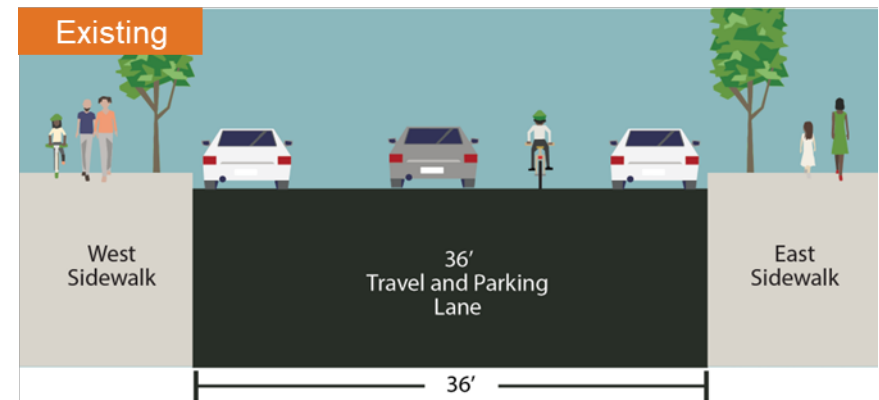 Existing
West
Sidewalk
36′
Travel and Parking
Lane
East
Sidewalk
36′